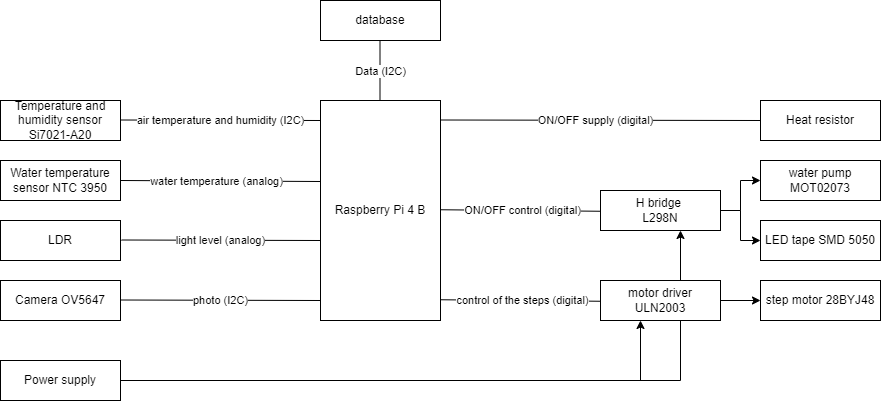 database
Data (I2C)
Temperature and
humidity sensor
Si7021-A20
air temperature and humidity (I2C)
ON/OFF supply (digital)
Heat resistor
Water temperature
sensor NTC 3950
water temperature (analog)
Raspberry Pi 4 B
ON/OFF control (digital)
H bridge
L298N
water pump
MOT02073
LDR
light level (analog)
LED tape SMD 5050
Camera OV5647
photo (I2C)
control of the steps (digital)
motor driver
ULN2003
step motor 28BYJ48
Power supply